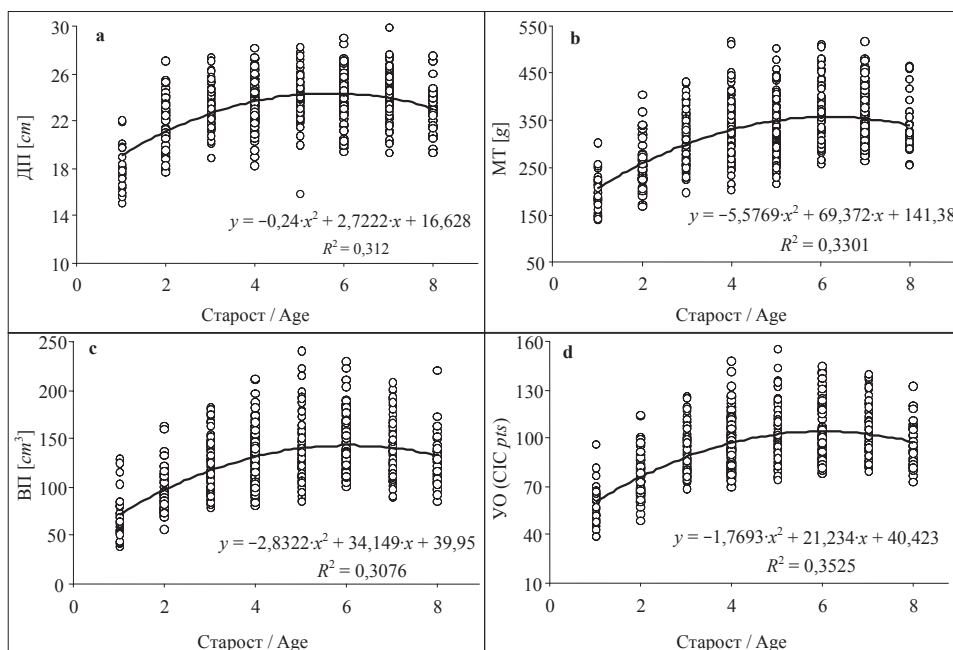 a
ДП [cm]
30
26
22
18
14
10
0
2
4
6
8
y = –0,24·x² + 2,7222·x + 16,628
R² = 0,312
Старост / Age
b
МТ [g]
550
450
350
250
150
50
0
2
4
6
8
y = –5,5769·x² + 69,372·x + 141,38
R² = 0,3301
Старост / Age
c
ВП [cm³]
250
200
150
100
50
0
0
2
4
6
8
y = –2,8322·x² + 34,149·x + 39,95
R² = 0,3076
Старост / Age
d
УО (CIC pts)
160
130
100
70
40
10
0
2
4
6
8
y = –1,7693·x² + 21,234·x + 40,423
R² = 0,3525
Старост / Age